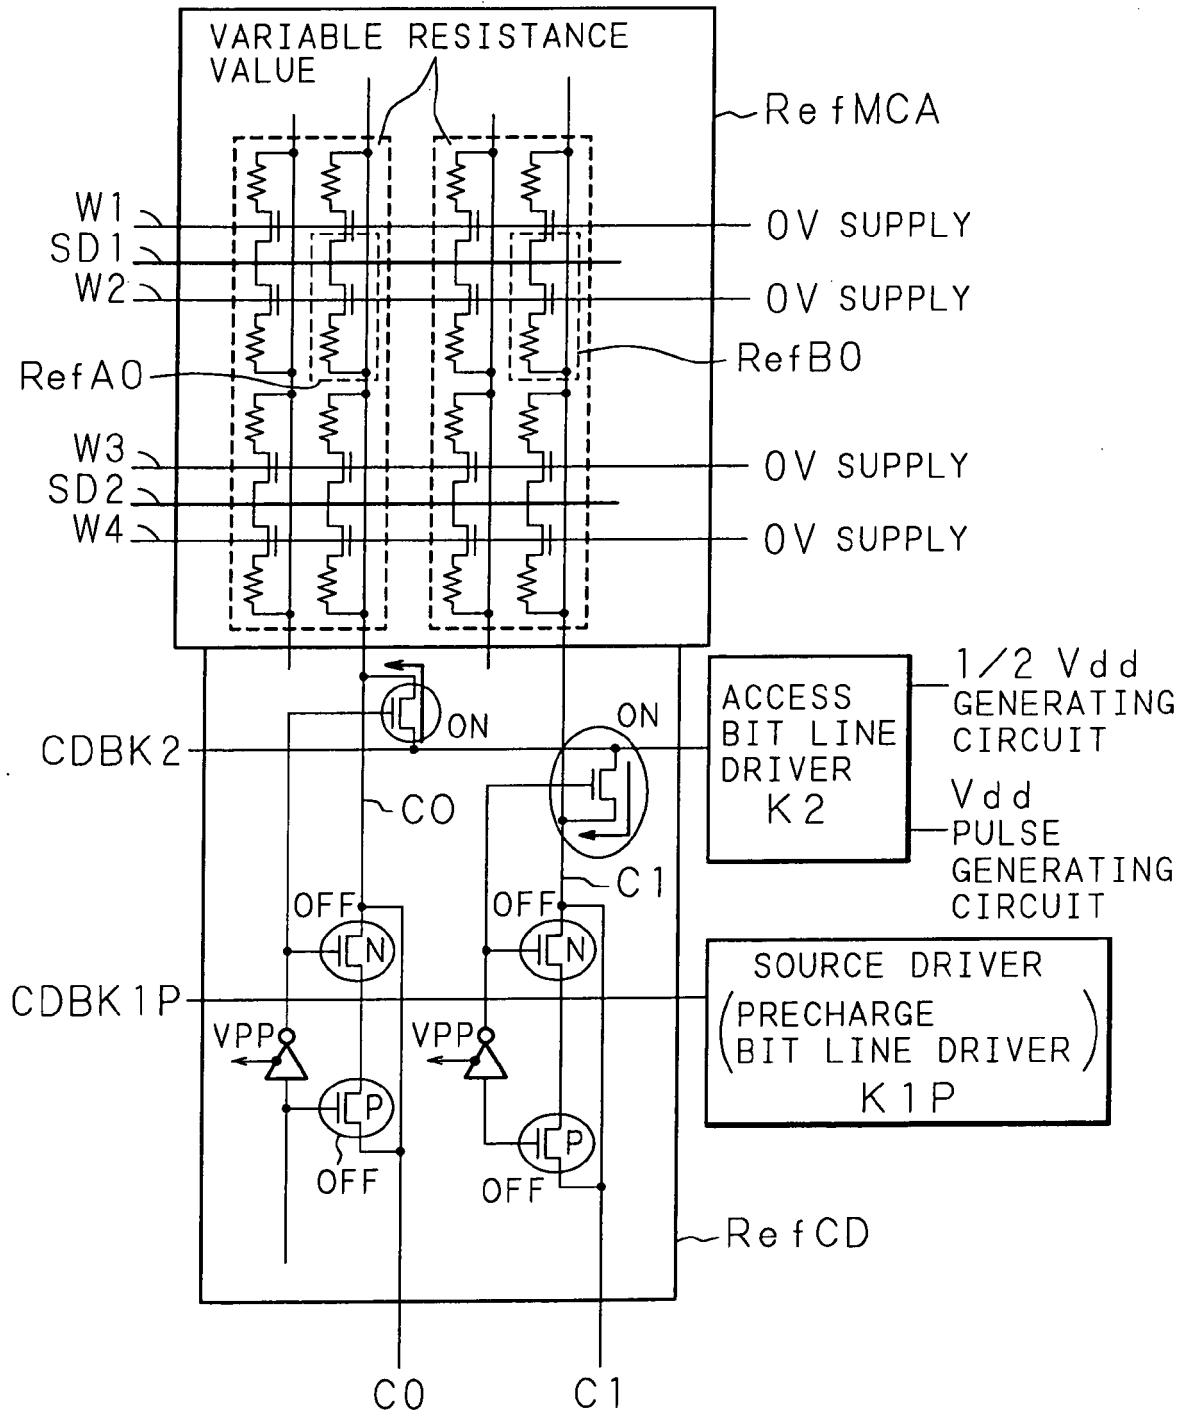 VARIABLE RESISTANCE
VALUE
RefMCA
W1
0V SUPPLY
SD1
W2
0V SUPPLY
RefA0
RefB0
W3
0V SUPPLY
SD2
W4
0V SUPPLY
ON
CDBK2
C0
ON
ACCESS
BIT LINE
DRIVER
K2
1/2 Vdd
GENERATING
CIRCUIT
Vdd
PULSE
GENERATING
CIRCUIT
C1
OFF
N
OFF
N
CDBK1P
SOURCE DRIVER
(PRECHARGE
BIT LINE DRIVER)
K1P
VPP
VPP
P
OFF
P
OFF
RefCD
C0
C1